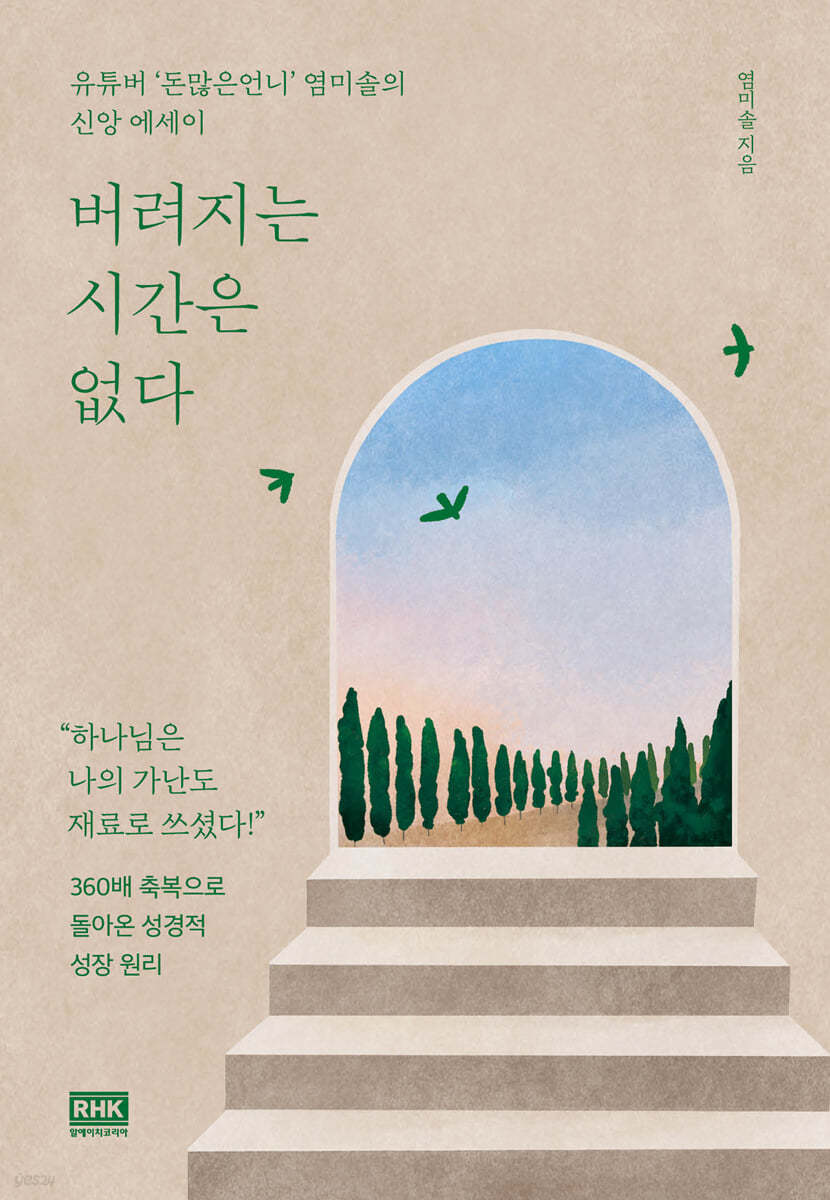 유튜버 ‘돈많은언니’ 염미솔의
신앙 에세이
염미솔 지음
버려지는
시간은
없다
“하나님은
나의 가난도
재료로 쓰셨다!”
360배 축복으로
돌아온 성경적
성장 원리
RHK
알에이치코리아
yes24